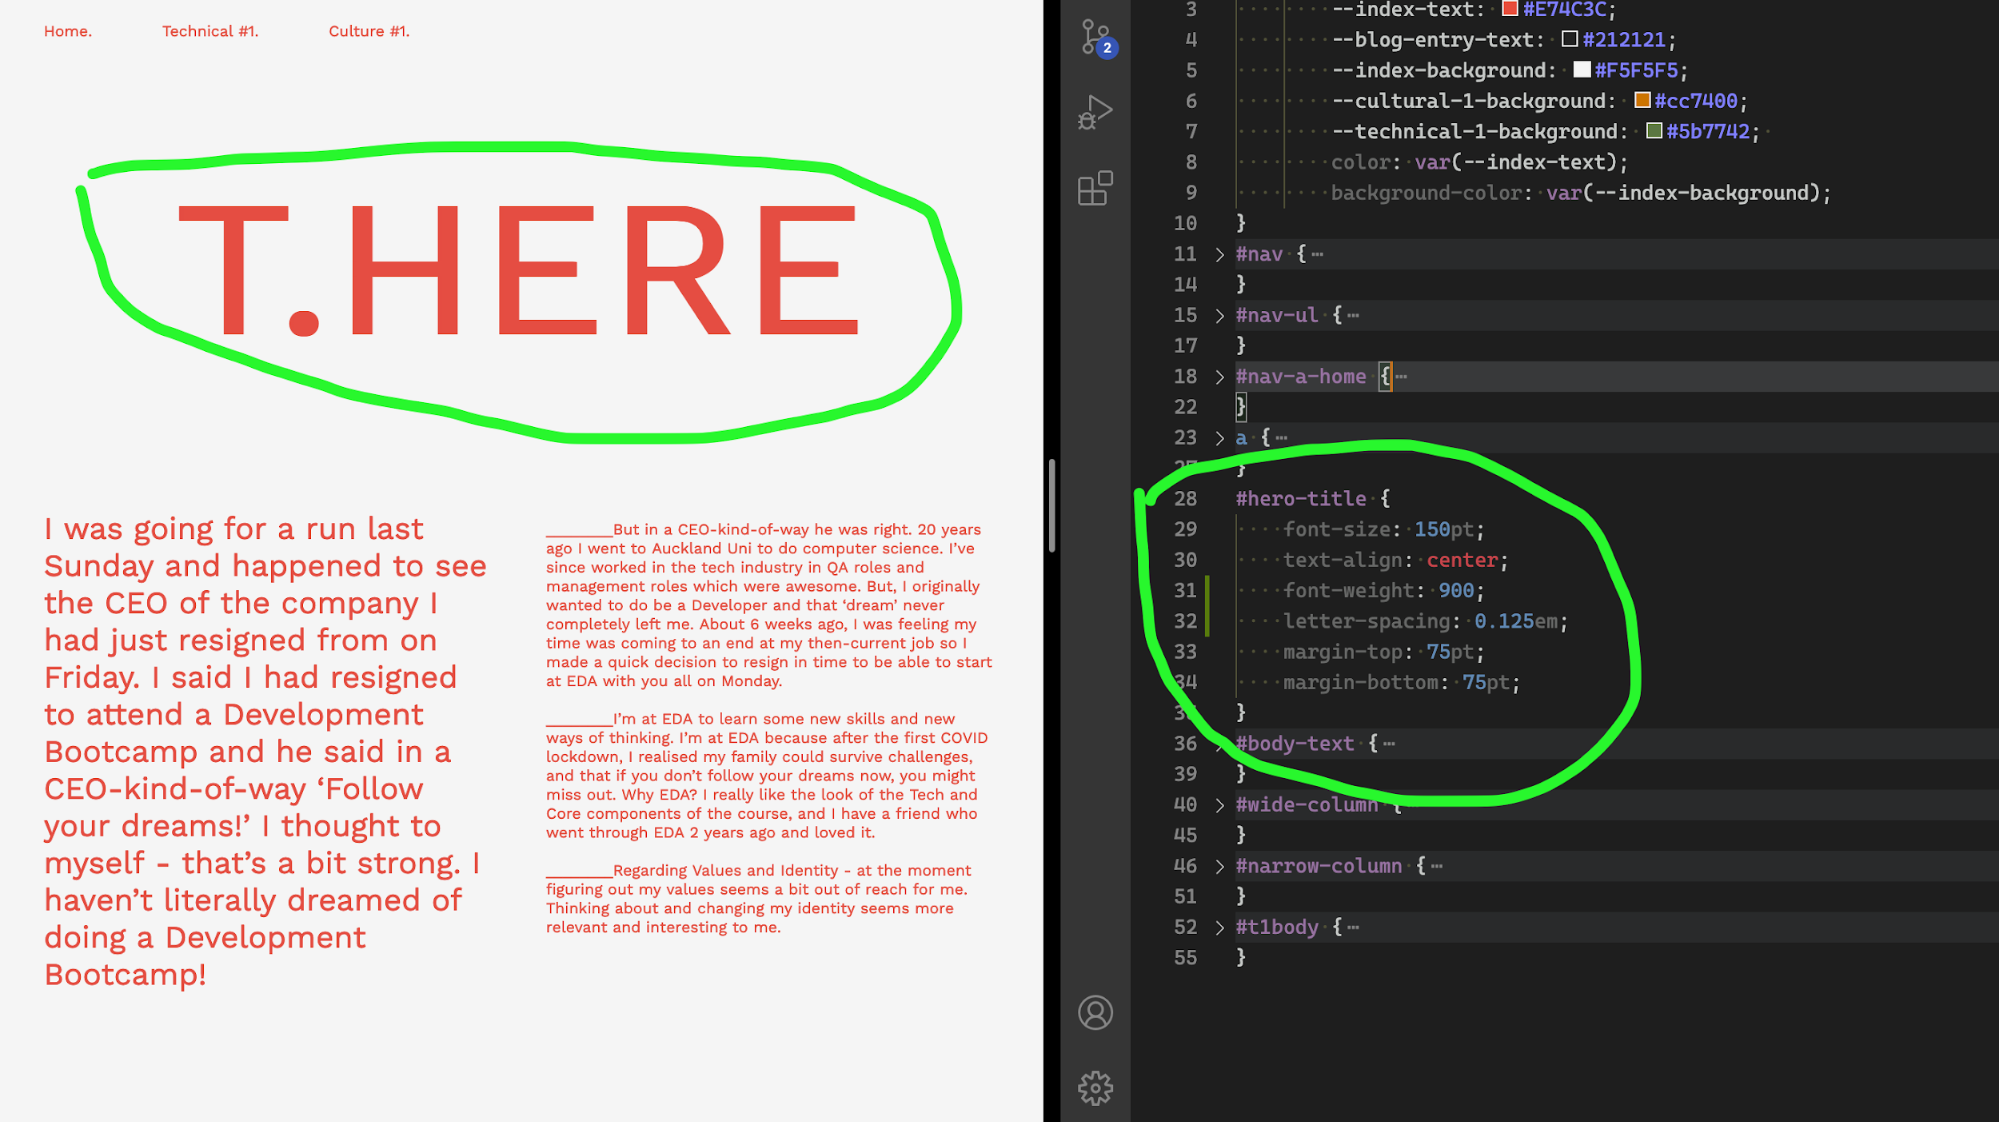 Home. Technical #1. Culture #1.
T.HERE
I was going for a run last
Sunday and happened to see
the CEO of the company I
had just resigned from on
Friday. I said I had resigned
to attend a Development
Bootcamp and he said in a
CEO-kind-of-way ‘Follow
your dreams!’ I thought to
myself - that’s a bit strong. I
haven’t literally dreamed of
doing a Development
Bootcamp!
________But in a CEO-kind-of-way he was right. 20 years
ago I went to Auckland Uni to do computer science. I’ve
since worked in the tech industry in QA roles and
management roles which were awesome. But, I originally
wanted to do be a Developer and that ‘dream’ never
completely left me. About 6 weeks ago, I was feeling my
time was coming to an end at my then-current job so I
made a quick decision to resign in time to be able to start
at EDA with you all on Monday.
________I’m at EDA to learn some new skills and new
ways of thinking. I’m at EDA because after the first COVID
lockdown, I realised my family could survive challenges,
and that if you don’t follow your dreams now, you might
miss out. Why EDA? I really like the look of the Tech and
Core components of the course, and I have a friend who
went through EDA 2 years ago and loved it.
________Regarding Values and Identity - at the moment
figuring out my values seems a bit out of reach for me.
Thinking about and changing my identity seems more
relevant and interesting to me.
2
3 --index-text: #E74C3C;
4 --blog-entry-text: #212121;
5 --index-background: #F5F5F5;
6 --cultural-1-background: #cc7400;
7 --technical-1-background: #5b7742;
8 color: var(--index-text);
9 background-color: var(--index-background);
10 }
11 #nav {⋯
14 }
15 #nav-ul {⋯
17 }
18 #nav-a-home {⋯
22 }
23 a {⋯
27 }
28 #hero-title {
29 font-size: 150pt;
30 text-align: center;
31 font-weight: 900;
32 letter-spacing: 0.125em;
33 margin-top: 75pt;
34 margin-bottom: 75pt;
35 }
36 #body-text {⋯
39 }
40 #wide-column {
45 }
46 #narrow-column {⋯
51 }
52 #t1body {⋯
55 }